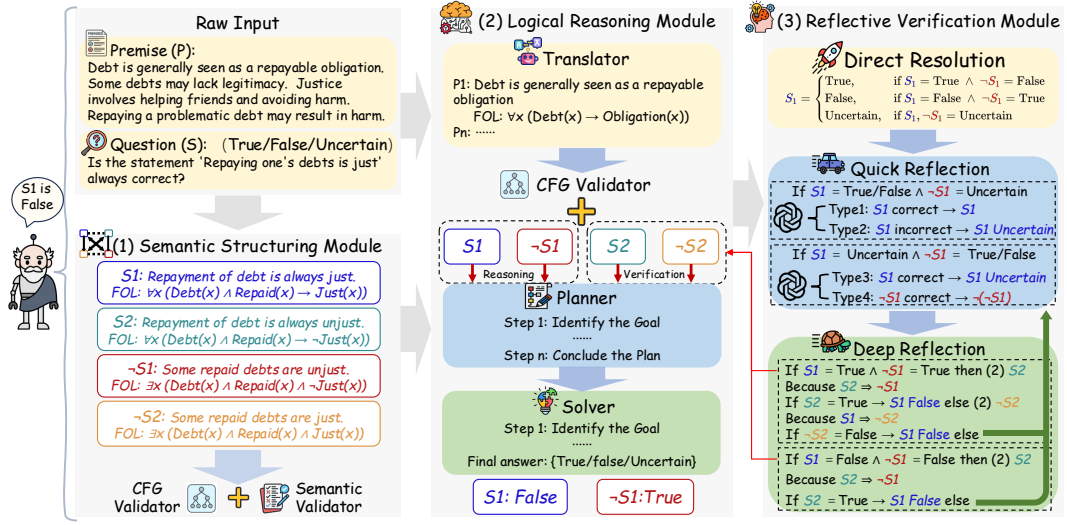 Raw Input
Premise (P):
Debt is generally seen as a repayable obligation.
Some debts may lack legitimacy. Justice
involves helping friends and avoiding harm.
Repaying a problematic debt may result in harm.
Question (S): (True/False/Uncertain)
Is the statement 'Repaying one's debts is just'
always correct?
S1 is
False
(1) Semantic Structuring Module
S1: Repayment of debt is always just.
FOL: ∀x (Debt(x) ∧ Repaid(x) → Just(x))
S2: Repayment of debt is always unjust.
FOL: ∀x (Debt(x) ∧ Repaid(x) → ¬Just(x))
¬S1: Some repaid debts are unjust.
FOL: ∃x (Debt(x) ∧ Repaid(x) ∧ ¬Just(x))
¬S2: Some repaid debts are just.
FOL: ∃x (Debt(x) ∧ Repaid(x) ∧ Just(x))
CFG
Validator
Semantic
Validator
(2) Logical Reasoning Module
Translator
P1: Debt is generally seen as a repayable
obligation
FOL: ∀x (Debt(x) → Obligation(x))
Pn: ······
CFG Validator
S1 ¬S1 S2 ¬S2
Reasoning Verification
Planner
Step 1: Identify the Goal
······
Step n: Conclude the Plan
Solver
Step 1: Identify the Goal
······
Final answer: {True/false/Uncertain}
S1: False ¬S1:True
(3) Reflective Verification Module
Direct Resolution
S₁ = { True, if S₁ = True ∧ ¬S₁ = False
False, if S₁ = False ∧ ¬S₁ = True
Uncertain, if S₁, ¬S₁ = Uncertain
Quick Reflection
If S1 = True/False ∧ ¬S1 = Uncertain
Type1: S1 correct → S1
Type2: S1 incorrect → S1 Uncertain
If S1 = Uncertain ∧ ¬S1 = True/False
Type3: S1 correct → S1 Uncertain
Type4: ¬S1 correct → ¬(¬S1)
Deep Reflection
If S1 = True ∧ ¬S1 = True then (2) S2
Because S2 ⇒ ¬S1
If S2 = True → S1 False else (2) ¬S2
Because S1 ⇒ ¬S2
If ¬S2 = False → S1 False else
If S1 = False ∧ ¬S1 = False then (2) S2
Because S2 ⇒ ¬S1
If S2 = True → S1 False else